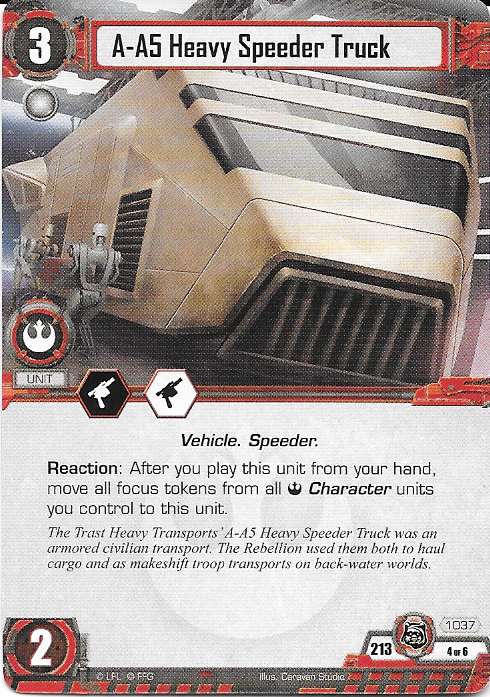 3
A-A5 Heavy Speeder Truck
UNIT
Vehicle. Speeder.
Reaction: After you play this unit from your hand,
move all focus tokens from all Character units
you control to this unit.
The Trast Heavy Transports' A-A5 Heavy Speeder Truck was an
armored civilian transport. The Rebellion used them both to haul
cargo and as makeshift troop transports on back-water worlds.
2
© LFL © FFG
Illus. Caravan Studio
213
1037
4 of 6